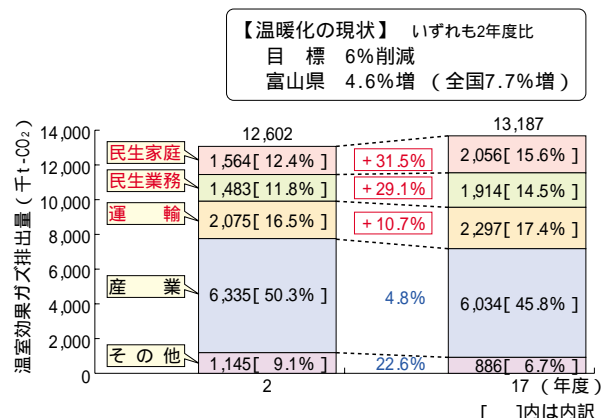 【温暖化の現状】 いずれも2年度比
目 標 6%削減
富山県 4.6%増 (全国7.7%増)
温室効果ガス排出量(千t-CO₂)
14,000
12,000
10,000
8,000
6,000
4,000
2,000
0
12,602
13,187
民生家庭
1,564[ 12.4% ]
+31.5%
2,056[ 15.6% ]
民生業務
1,483[ 11.8% ]
+29.1%
1,914[ 14.5% ]
運 輸
2,075[ 16.5% ]
+10.7%
2,297[ 17.4% ]
産 業
6,335[ 50.3% ]
4.8%
6,034[ 45.8% ]
その他
1,145[ 9.1% ]
22.6%
886[ 6.7% ]
2
17 (年度)
[ ]内は内訳